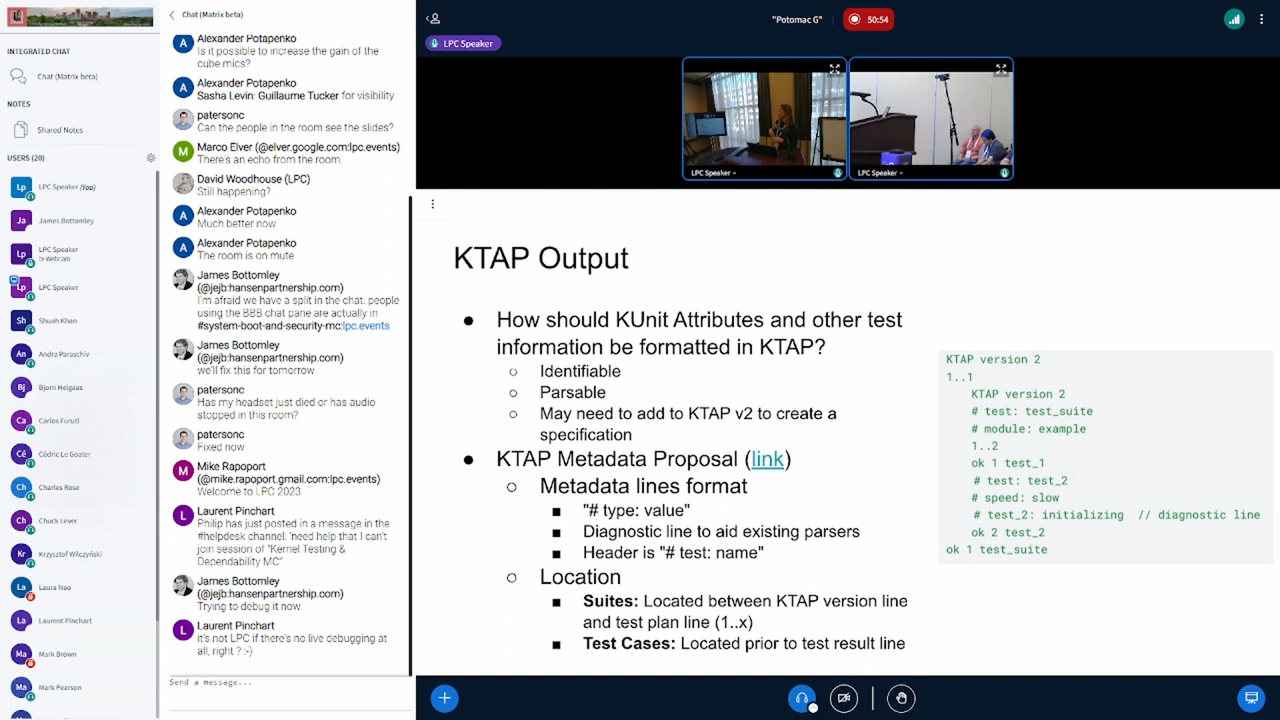 INTEGRATED CHAT
Chat (Matrix beta)
NOTES
Shared Notes
USERS (20)
Lp LPC Speaker (You)
Ja James Bottomley
Lp LPC Speaker
Webcam
Lp LPC Speaker
Sh Shuah Khan
An Andra Paraschiv
Bj Bjorn Helgaas
Ca Carlos Furuti
Cé Cédric Le Goater
Ch Charles Rose
Ch Chuck Lever
Kr Krzysztof Wilczyński
La Laura Nao
La Laurent Pinchart
Ma Mark Brown
Ma Mark Pearson
Chat (Matrix beta)
A Alexander Potapenko
Is it possible to increase the gain of the
cube mics?
A Alexander Potapenko
Sasha Levin: Guillaume Tucker for visibility
patersonc
Can the people in the room see the slides?
M Marco Elver (@elver.google.com:lpc.events)
There's an echo from the room.
David Woodhouse (LPC)
Still happening?
A Alexander Potapenko
Much better now
A Alexander Potapenko
The room is on mute
James Bottomley
(@jejb:hansenpartnership.com)
I'm afraid we have a split in the chat: people
using the BBB chat pane are actually in
#system-boot-and-security-mc:lpc.events
James Bottomley
(@jejb:hansenpartnership.com)
we'll fix this for tomorrow
patersonc
Has my headset just died or has audio
stopped in this room?
patersonc
Fixed now
M Mike Rapoport
(@mike.rapoport.gmail.com:lpc.events)
Welcome to LPC 2023
L Laurent Pinchart
Philip has just posted in a message in the
#helpdesk channel. 'need help that I can't
join session of "Kernel Testing &
Dependability MC"'
James Bottomley
(@jejb:hansenpartnership.com)
Trying to debug it now
L Laurent Pinchart
it's not LPC if there's no live debugging at
all, right ? :-)
Send a message...
"Potomac G"
50:54
LPC Speaker
LPC Speaker
LPC Speaker
KTAP Output
● How should KUnit Attributes and other test
information be formatted in KTAP?
○ Identifiable
○ Parsable
○ May need to add to KTAP v2 to create a
specification
● KTAP Metadata Proposal (link)
○ Metadata lines format
■ "# type: value"
■ Diagnostic line to aid existing parsers
■ Header is "# test: name"
○ Location
■ Suites: Located between KTAP version line
and test plan line (1..x)
■ Test Cases: Located prior to test result line
KTAP version 2
1..1
KTAP version 2
# test: test_suite
# module: example
1..2
ok 1 test_1
# test: test_2
# speed: slow
# test_2: initializing // diagnostic line
ok 2 test_2
ok 1 test_suite